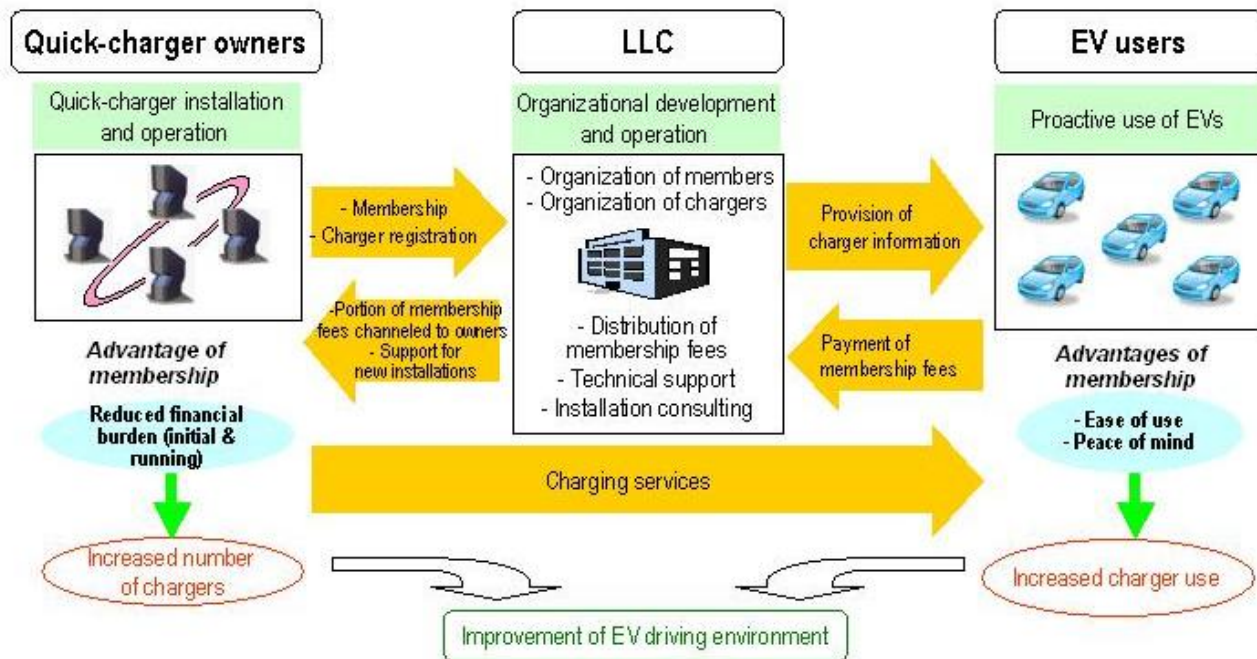 Quick-charger owners
Quick-charger installation
and operation
Advantage of
membership
Reduced financial
burden (initial &
running)
Increased number
of chargers
- Membership
- Charger registration
-Portion of membership
fees channeled to owners
- Support for
new installations
LLC
Organizational development
and operation
- Organization of members
- Organization of chargers
- Distribution of
membership fees
- Technical support
- Installation consulting
Provision of
charger information
Payment of
membership fees
EV users
Proactive use of EVs
Advantages of
membership
- Ease of use
- Peace of mind
Increased charger use
Charging services
Improvement of EV driving environment